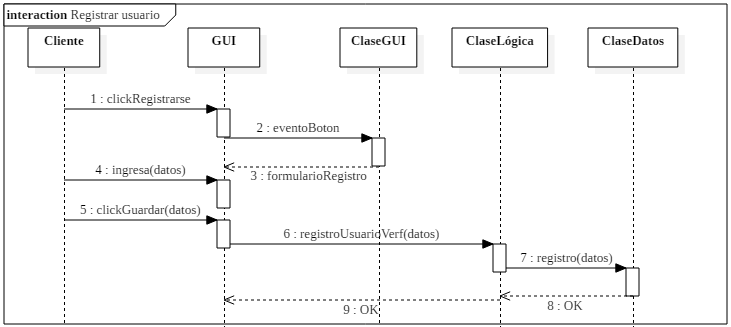 interaction Registrar usuario
Cliente
GUI
ClaseGUI
ClaseLógica
ClaseDatos
1 : clickRegistrarse
2 : eventoBoton
3 : formularioRegistro
4 : ingresa(datos)
5 : clickGuardar(datos)
6 : registroUsuarioVerf(datos)
7 : registro(datos)
8 : OK
9 : OK